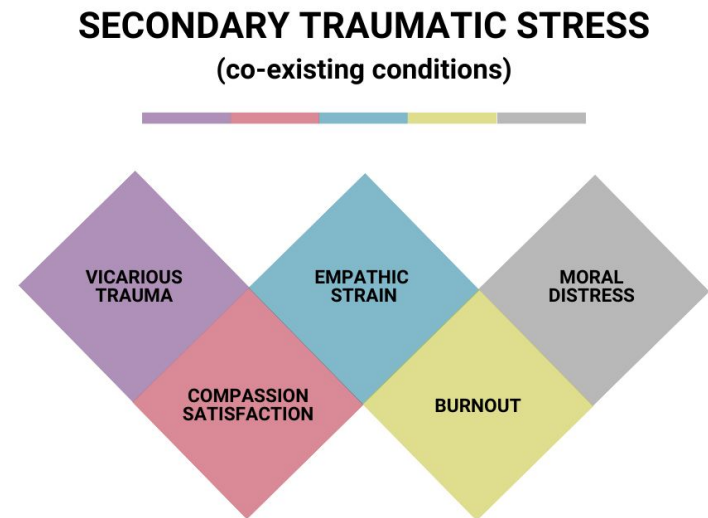 SECONDARY TRAUMATIC STRESS
(co-existing conditions)
VICARIOUS
TRAUMA
EMPATHIC
STRAIN
MORAL
DISTRESS
COMPASSION
SATISFACTION
BURNOUT